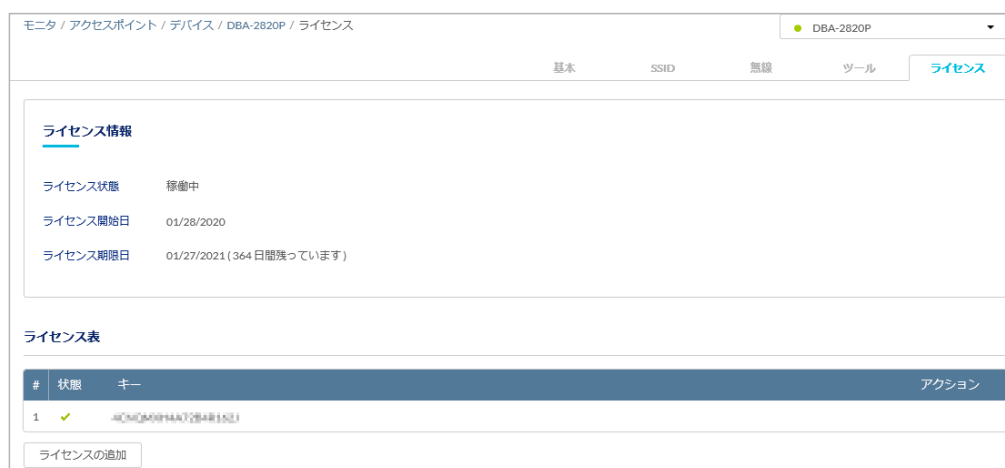 モニタ / アクセスポイント / デバイス / DBA-2820P / ライセンス
DBA-2820P
基本 SSID 無線 ツール ライセンス
ライセンス情報
ライセンス状態 稼働中
ライセンス開始日 01/28/2020
ライセンス期限日 01/27/2021 ( 364 日間残っています )
ライセンス表
# 状態 キー アクション
1
ライセンスの追加